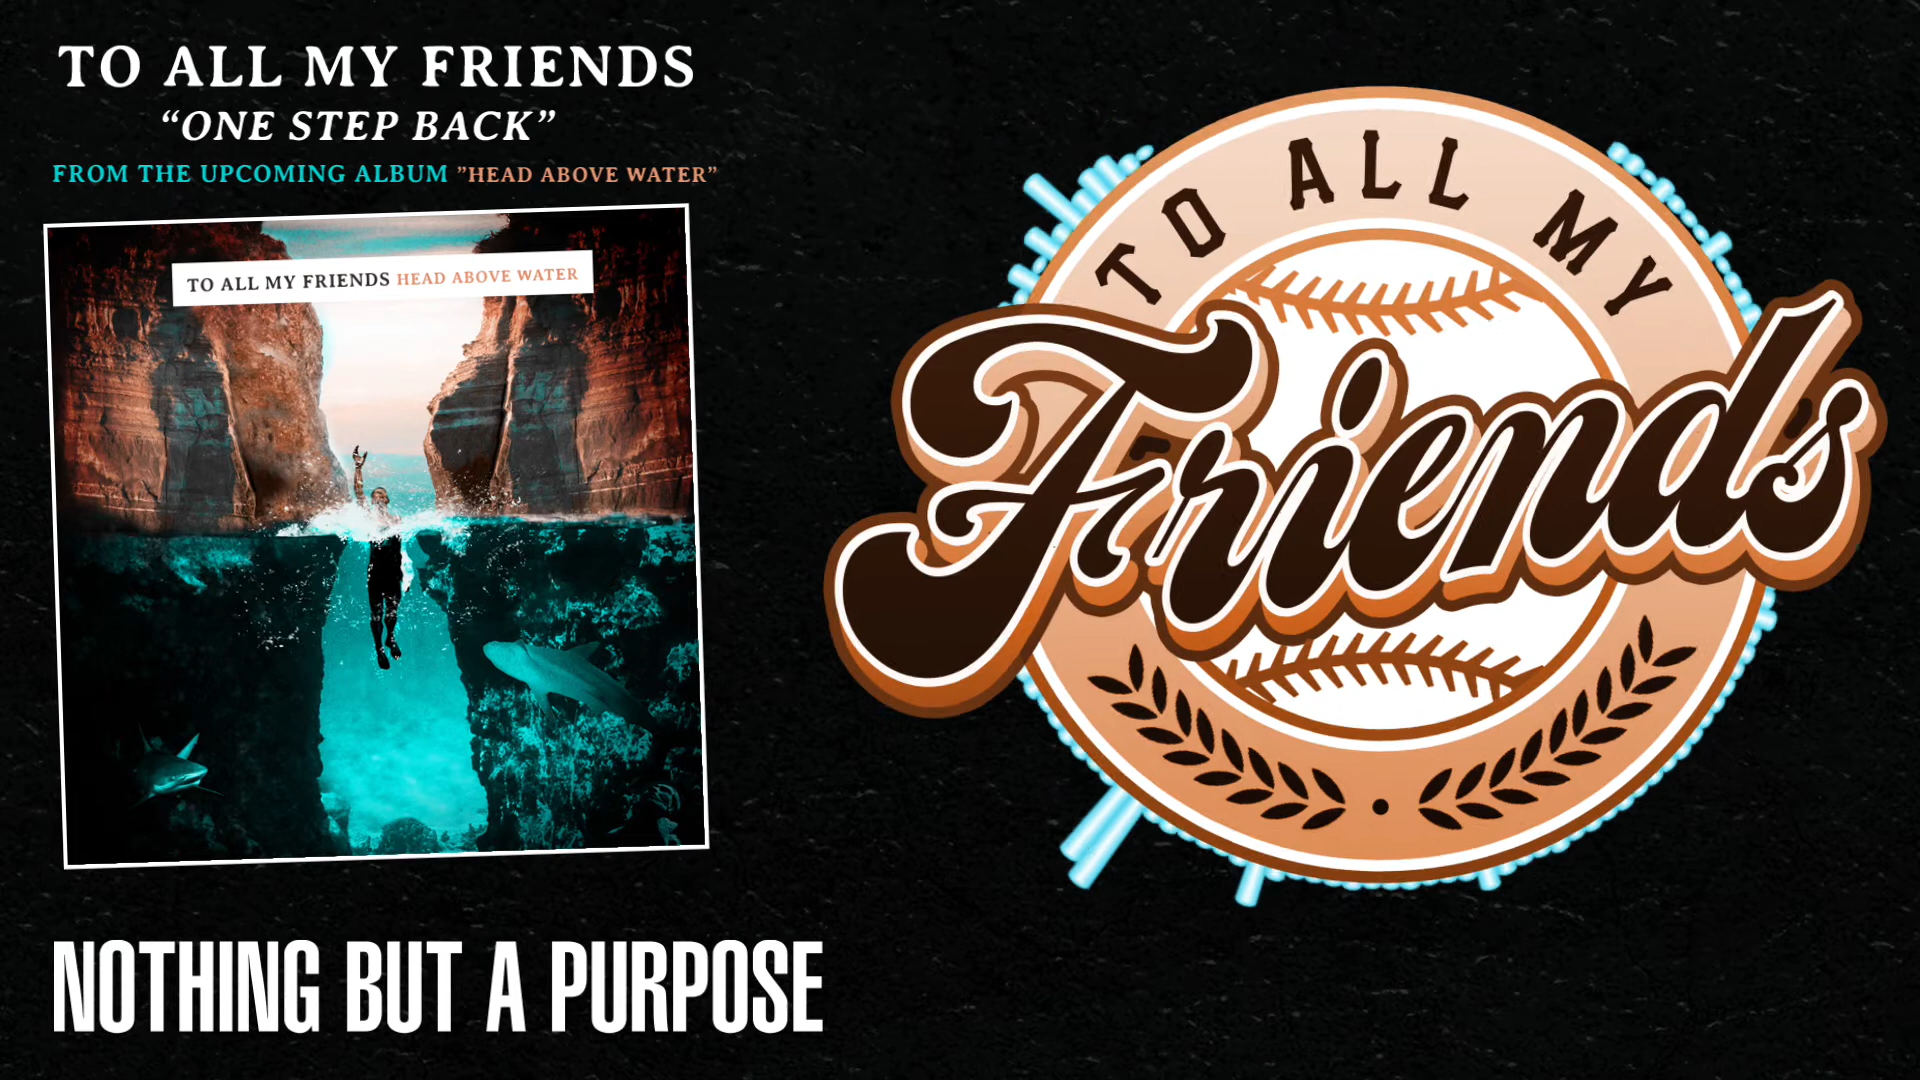 TO ALL MY FRIENDS
“ONE STEP BACK”
FROM THE UPCOMING ALBUM ”HEAD ABOVE WATER”
TO ALL MY FRIENDS HEAD ABOVE WATER
NOTHING BUT A PURPOSE
TO ALL MY
Friends